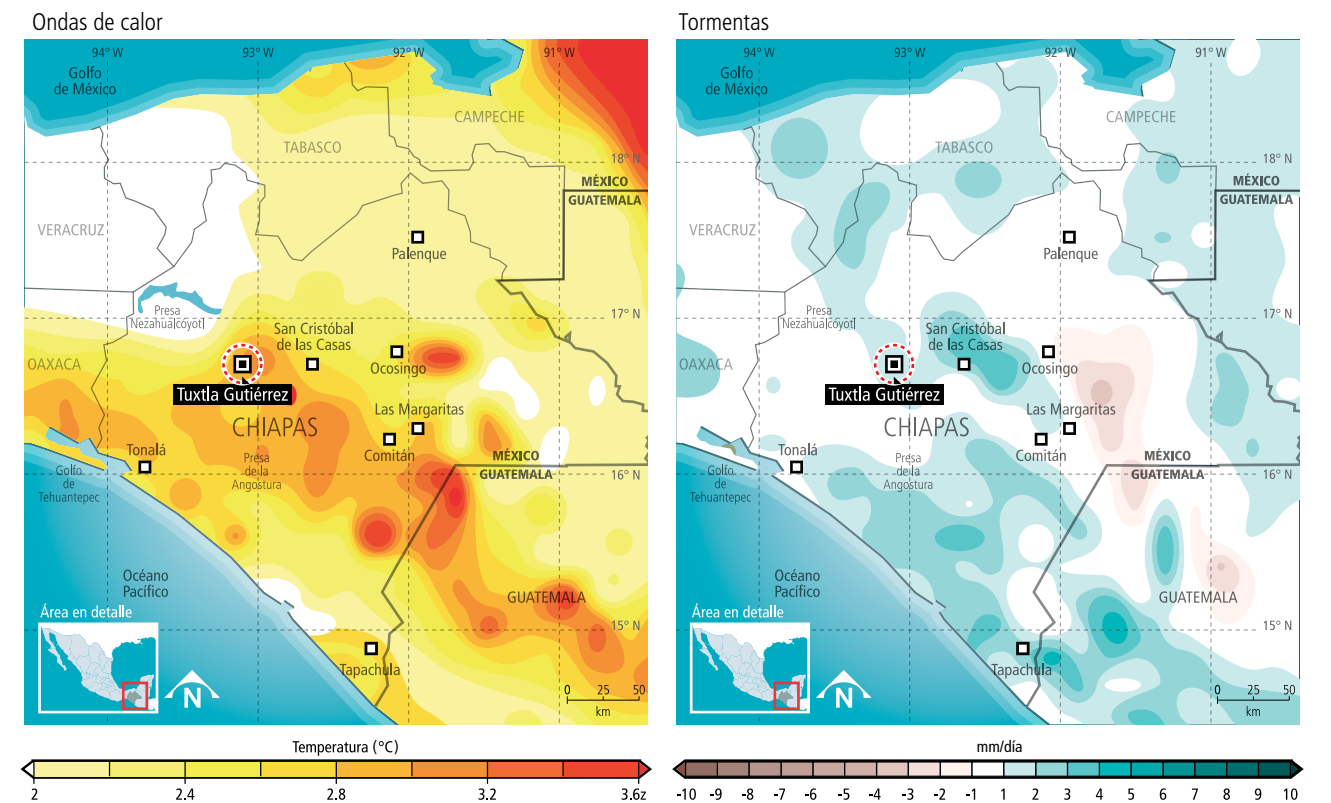 Ondas de calor
94° W
93° W
92° W
91° W
Golfo
de México
CAMPECHE
TABASCO
18° N
MÉXICO
GUATEMALA
VERACRUZ
Palenque
17° N
Presa
Nezahualcóyotl
San Cristóbal
de las Casas
OAXACA
Ocosingo
Tuxtla Gutiérrez
Las Margaritas
CHIAPAS
Comitán
Tonalá
Presa
de la
Angostura
MÉXICO
GUATEMALA
16° N
Golfo
de
Tehuantepec
Océano
Pacífico
GUATEMALA
Área en detalle
15° N
Tapachula
N
0 25 50
km
Temperatura (°C)
2 2.4 2.8 3.2 3.6z
Tormentas
94° W
93° W
92° W
91° W
Golfo
de México
CAMPECHE
TABASCO
18° N
MÉXICO
GUATEMALA
VERACRUZ
Palenque
17° N
Presa
Nezahualcóyotl
San Cristóbal
de las Casas
OAXACA
Ocosingo
Tuxtla Gutiérrez
Las Margaritas
CHIAPAS
Comitán
Tonalá
Presa
de la
Angostura
MÉXICO
GUATEMALA
16° N
Golfo
de
Tehuantepec
Océano
Pacífico
GUATEMALA
Área en detalle
15° N
Tapachula
N
0 25 50
km
mm/día
-10 -9 -8 -7 -6 -5 -4 -3 -2 -1 1 2 3 4 5 6 7 8 9 10